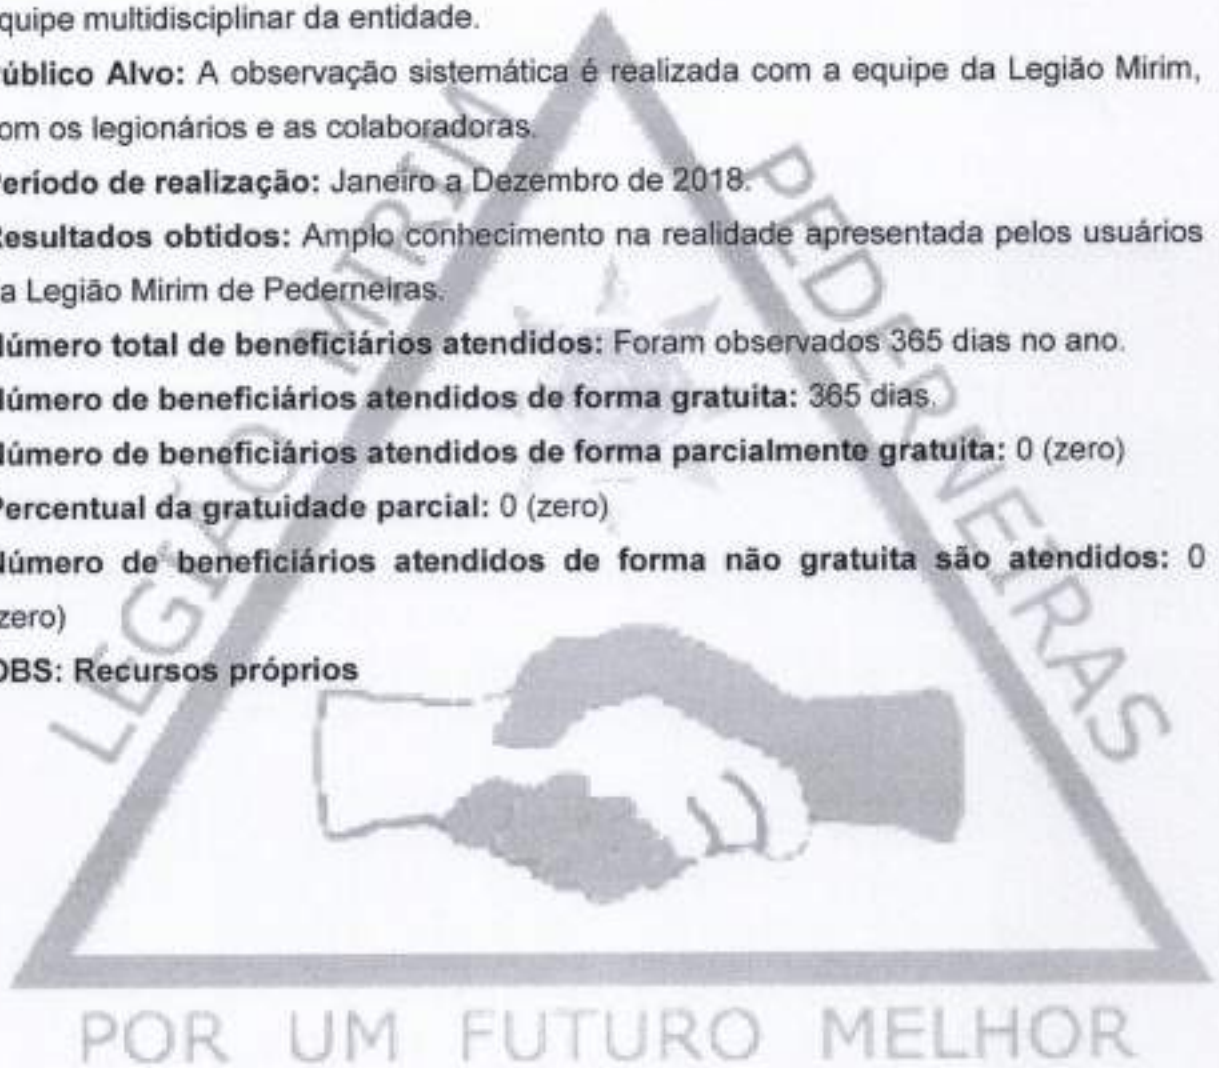 quipe multidisciplinar da entidade.
úblico Alvo: A observação sistemática é realizada com a equipe da Legião Mirim,
om os legionários e as colaboradoras.
eríodo de realização: Janeiro a Dezembro de 2018.
esultados obtidos: Amplo conhecimento na realidade apresentada pelos usuários
a Legião Mirim de Pederneiras.
úmero total de beneficiários atendidos: Foram observados 365 dias no ano.
úmero de beneficiários atendidos de forma gratuita: 365 dias.
úmero de beneficiários atendidos de forma parcialmente gratuita: 0 (zero)
ercentual da gratuidade parcial: 0 (zero)
úmero de beneficiários atendidos de forma não gratuita são atendidos: 0
zero)
OBS: Recursos próprios
LEGIÃO MIRIM
PEDERNEIRAS
POR UM FUTURO MELHOR